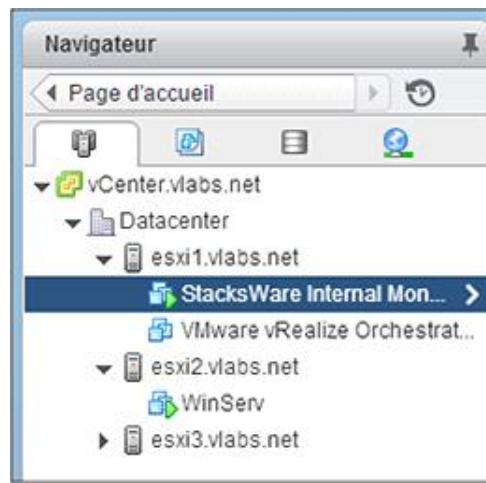 Navigateur
Page d'accueil
vCenter.vlabs.net
Datacenter
esxi1.vlabs.net
StacksWare Internal Mon...
VMware vRealize Orchestrat...
esxi2.vlabs.net
WinServ
esxi3.vlabs.net